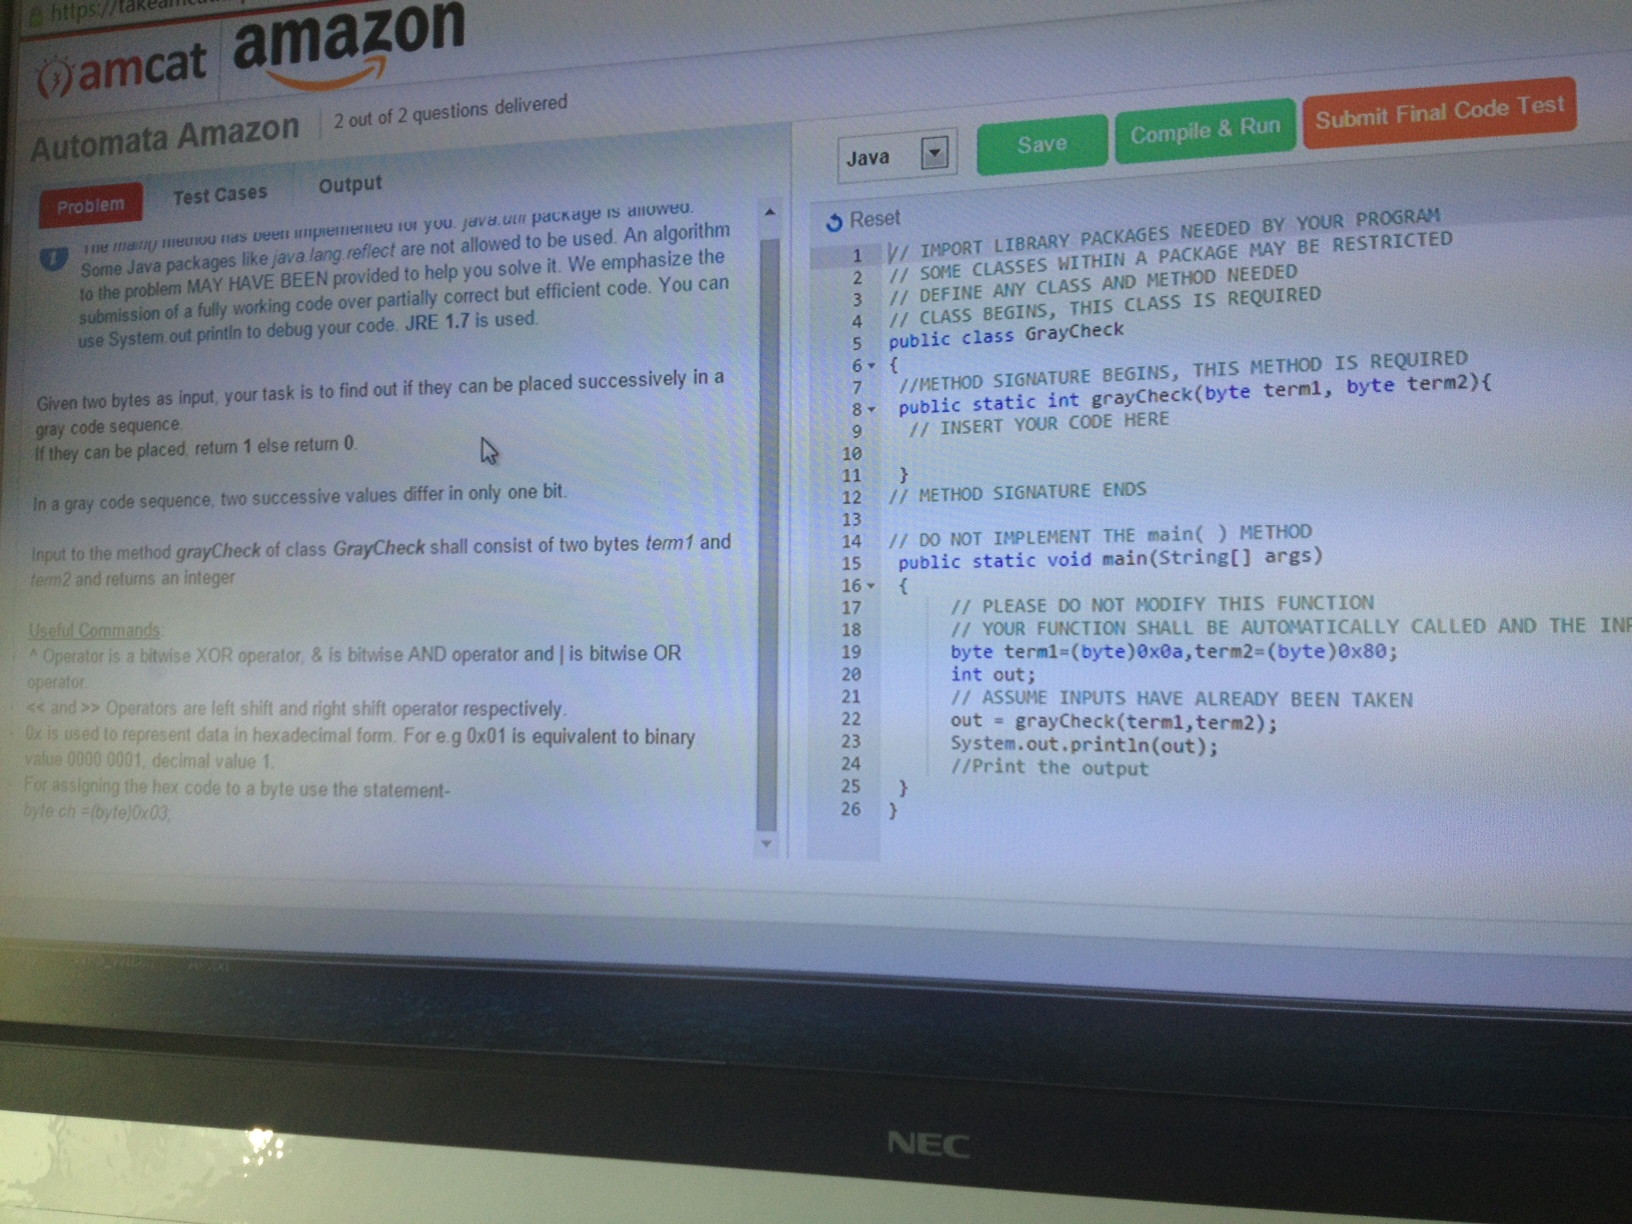 https://takeamcat
amcat
amazon
Automata Amazon
2 out of 2 questions delivered
Java
Save
Compile & Run
Submit Final Code Test
Problem
Test Cases
Output
The main() method has been implemented for you. java.util package is allowed.
Some Java packages like java.lang.reflect are not allowed to be used. An algorithm
to the problem MAY HAVE BEEN provided to help you solve it. We emphasize the
submission of a fully working code over partially correct but efficient code. You can
use System.out.println to debug your code. JRE 1.7 is used.
Given two bytes as input, your task is to find out if they can be placed successively in a
gray code sequence.
If they can be placed, return 1 else return 0.
In a gray code sequence, two successive values differ in only one bit.
Input to the method grayCheck of class GrayCheck shall consist of two bytes term1 and
term2 and returns an integer
Useful Commands:
^ Operator is a bitwise XOR operator, & is bitwise AND operator and | is bitwise OR
operator.
<< and >> Operators are left shift and right shift operator respectively.
0x is used to represent data in hexadecimal form. For e.g 0x01 is equivalent to binary
value 0000 0001, decimal value 1.
For assigning the hex code to a byte use the statement-
byte ch =(byte)0x03;
Reset
1 // IMPORT LIBRARY PACKAGES NEEDED BY YOUR PROGRAM
2 // SOME CLASSES WITHIN A PACKAGE MAY BE RESTRICTED
3 // DEFINE ANY CLASS AND METHOD NEEDED
4 // CLASS BEGINS, THIS CLASS IS REQUIRED
5 public class GrayCheck
6 {
7 //METHOD SIGNATURE BEGINS, THIS METHOD IS REQUIRED
8 public static int grayCheck(byte term1, byte term2){
9 // INSERT YOUR CODE HERE
10
11 }
12 // METHOD SIGNATURE ENDS
13
14 // DO NOT IMPLEMENT THE main( ) METHOD
15 public static void main(String[] args)
16 {
17 // PLEASE DO NOT MODIFY THIS FUNCTION
18 // YOUR FUNCTION SHALL BE AUTOMATICALLY CALLED AND THE INP
19 byte term1=(byte)0x0a,term2=(byte)0x80;
20 int out;
21 // ASSUME INPUTS HAVE ALREADY BEEN TAKEN
22 out = grayCheck(term1,term2);
23 System.out.println(out);
24 //Print the output
25 }
26 }
NEC